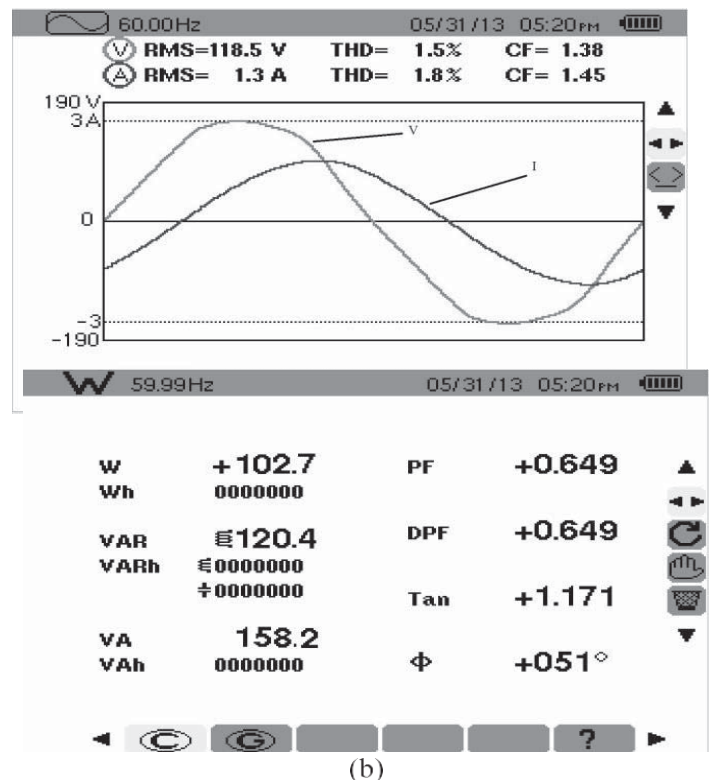 60.00Hz 05/31/13 05:20PM
V RMS=118.5 V THD= 1.5% CF= 1.38
A RMS= 1.3 A THD= 1.8% CF= 1.45
190 V
3A
V
I
0
-3
-190
W 59.99Hz 05/31/13 05:20PM
W +102.7 PF +0.649
Wh 0000000
VAR 120.4 DPF +0.649
VARh 0000000
0000000 Tan +1.171
VA 158.2
VAh 0000000 Φ +051°
C G ?
(b)